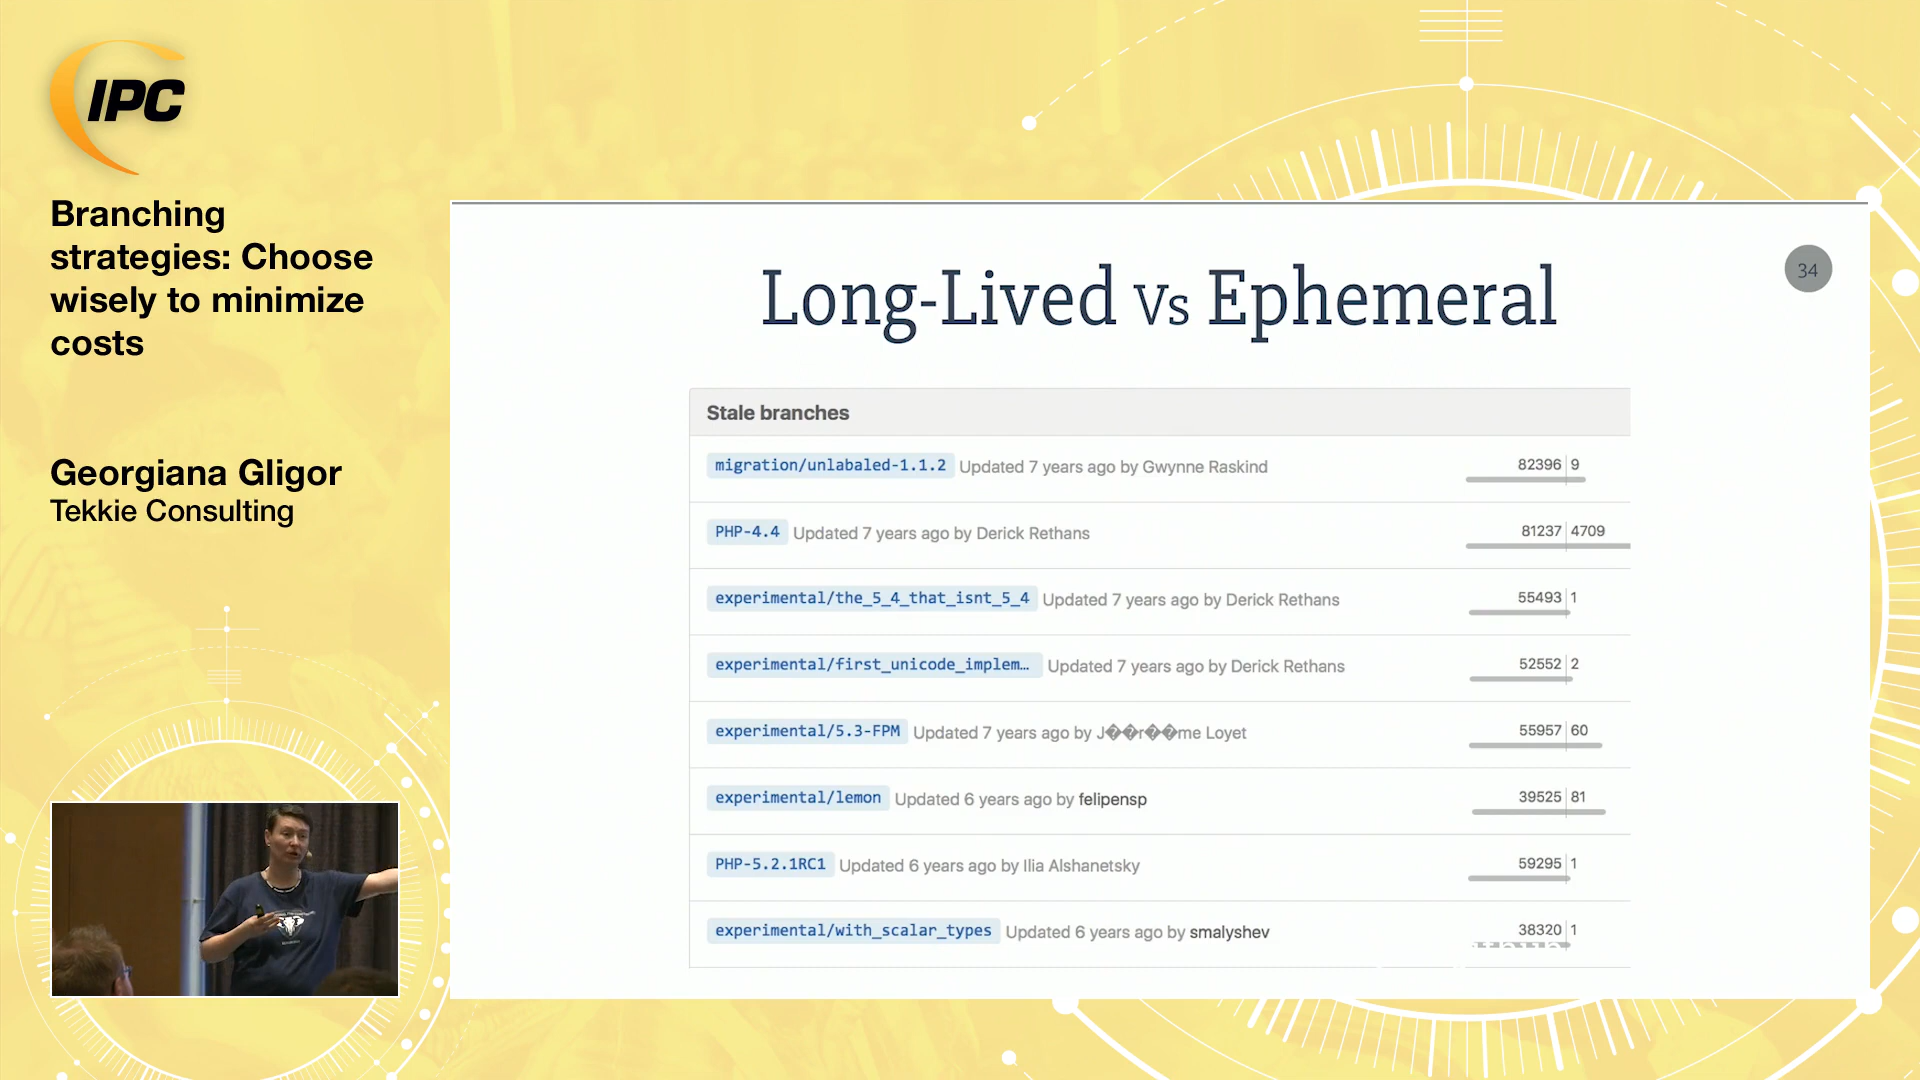 IPC
Branching
strategies: Choose
wisely to minimize
costs
Georgiana Gligor
Tekkie Consulting
34
Long-Lived Vs Ephemeral
Stale branches
migration/unlabaled-1.1.2 Updated 7 years ago by Gwynne Raskind 82396 9
PHP-4.4 Updated 7 years ago by Derick Rethans 81237 4709
experimental/the_5_4_that_isnt_5_4 Updated 7 years ago by Derick Rethans 55493 1
experimental/first_unicode_implem… Updated 7 years ago by Derick Rethans 52552 2
experimental/5.3-FPM Updated 7 years ago by J��r��me Loyet 55957 60
experimental/lemon Updated 6 years ago by felipensp 39525 81
PHP-5.2.1RC1 Updated 6 years ago by Ilia Alshanetsky 59295 1
experimental/with_scalar_types Updated 6 years ago by smalyshev 38320 1